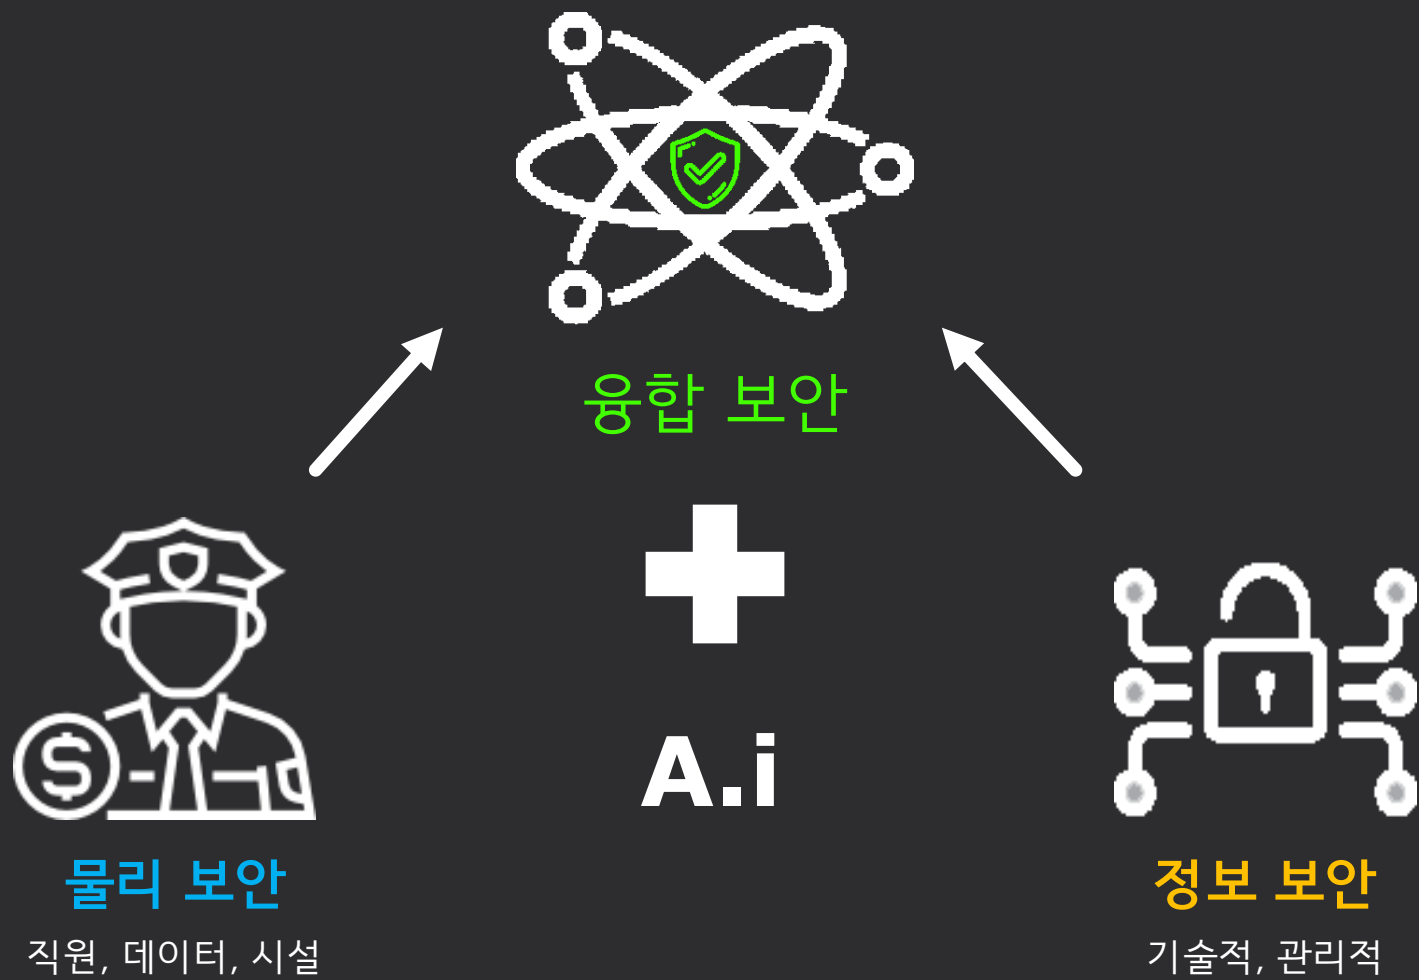 융합 보안
A.i
물리 보안
직원, 데이터, 시설
정보 보안
기술적, 관리적
$